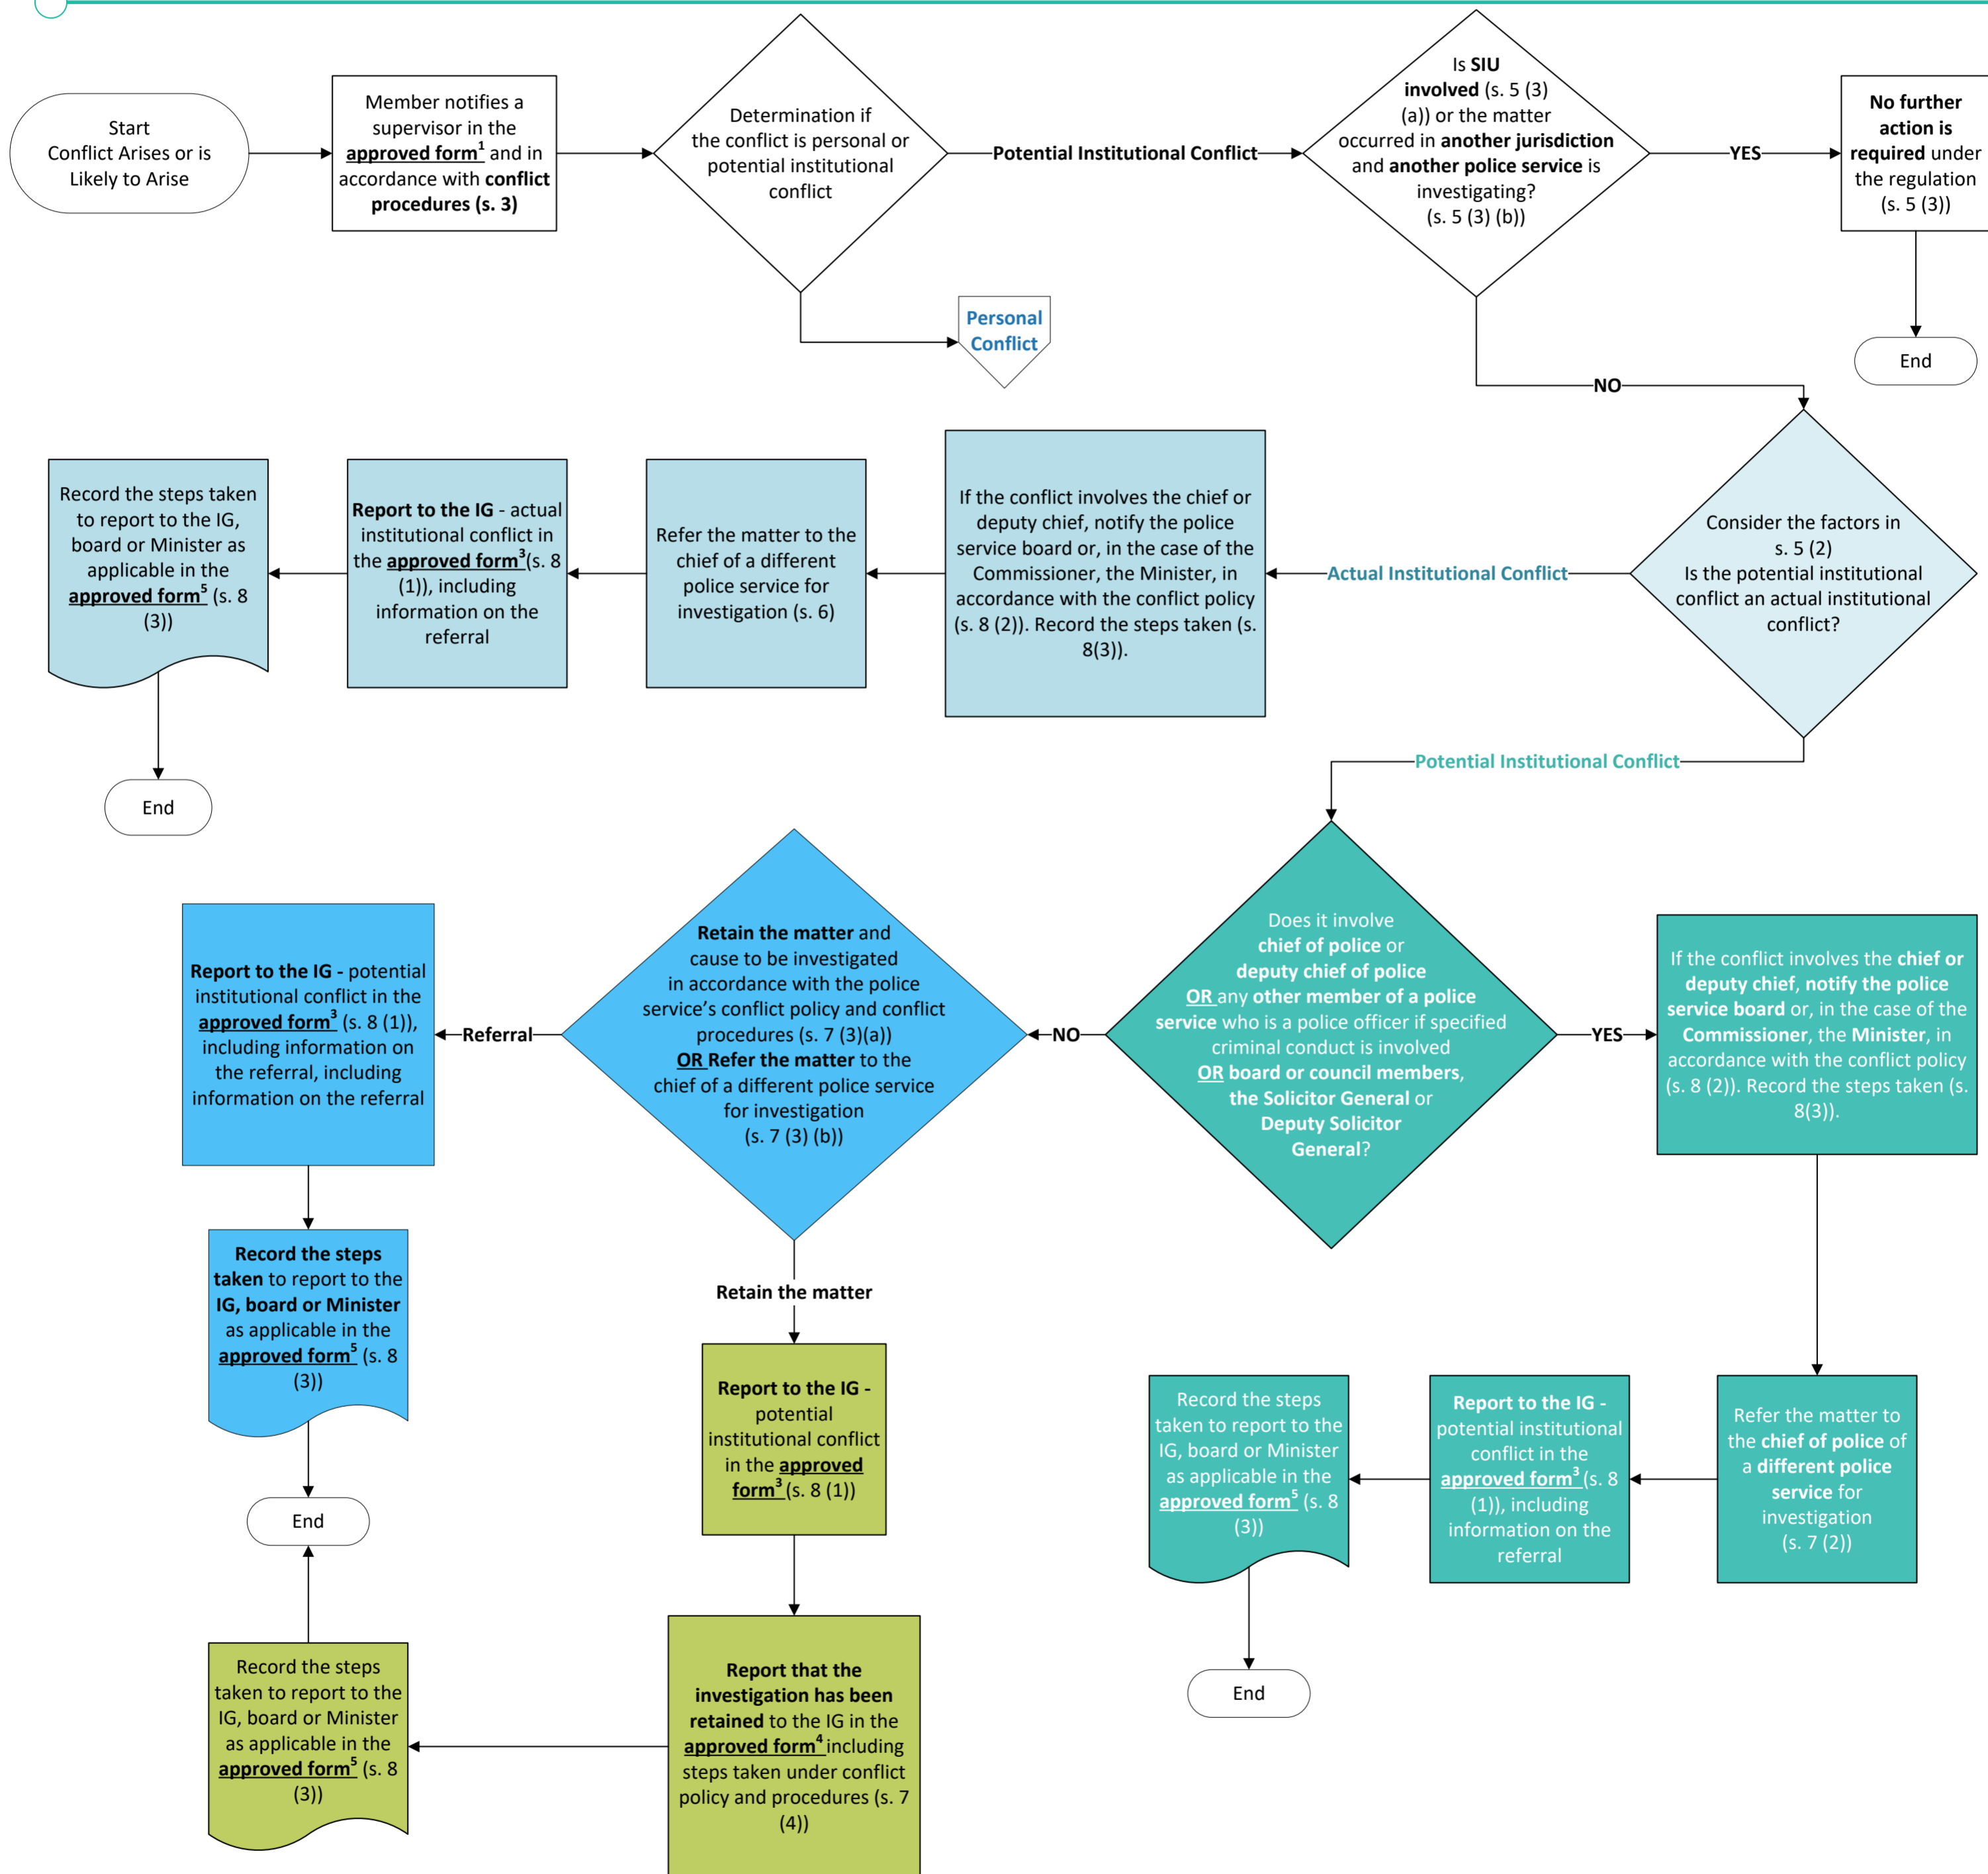 Start
Conflict Arises or is
Likely to Arise
Member notifies a
supervisor in the
approved form1 and in
accordance with conflict
procedures (s. 3)
Determination if
the conflict is personal or
potential institutional
conflict
Potential Institutional Conflict
Is SIU
involved (s. 5 (3)
(a)) or the matter
occurred in another jurisdiction
and another police service is
investigating?
(s. 5 (3) (b))
YES
No further
action is
required under
the regulation
(s. 5 (3))
End
Personal
Conflict
NO
Consider the factors in
s. 5 (2)
Is the potential institutional
conflict an actual institutional
conflict?
Actual Institutional Conflict
If the conflict involves the chief or
deputy chief, notify the police
service board or, in the case of the
Commissioner, the Minister, in
accordance with the conflict policy
(s. 8 (2)). Record the steps taken (s.
8(3)).
Refer the matter to the
chief of a different
police service for
investigation (s. 6)
Report to the IG - actual
institutional conflict in
the approved form3(s. 8
(1)), including
information on the
referral
Record the steps taken
to report to the IG,
board or Minister as
applicable in the
approved form5 (s. 8
(3))
End
Potential Institutional Conflict
Does it involve
chief of police or
deputy chief of police
OR any other member of a police
service who is a police officer if specified
criminal conduct is involved
OR board or council members,
the Solicitor General or
Deputy Solicitor
General?
YES
If the conflict involves the chief or
deputy chief, notify the police
service board or, in the case of the
Commissioner, the Minister, in
accordance with the conflict policy
(s. 8 (2)). Record the steps taken (s.
8(3)).
Refer the matter to
the chief of police of
a different police
service for
investigation
(s. 7 (2))
Report to the IG -
potential institutional
conflict in the
approved form3 (s. 8
(1)), including
information on the
referral
Record the steps
taken to report to the
IG, board or Minister
as applicable in the
approved form5 (s. 8
(3))
End
NO
Retain the matter and
cause to be investigated
in accordance with the police
service’s conflict policy and conflict
procedures (s. 7 (3)(a))
OR Refer the matter to the
chief of a different police service
for investigation
(s. 7 (3) (b))
Referral
Report to the IG - potential
institutional conflict in the
approved form3 (s. 8 (1)),
including information on
the referral, including
information on the referral
Record the steps
taken to report to the
IG, board or Minister
as applicable in the
approved form5 (s. 8
(3))
End
Retain the matter
Report to the IG -
potential
institutional conflict
in the approved
form3 (s. 8 (1))
Report that the
investigation has been
retained to the IG in the
approved form4 including
steps taken under conflict
policy and procedures (s. 7
(4))
Record the steps
taken to report to the
IG, board or Minister
as applicable in the
approved form5 (s. 8
(3))